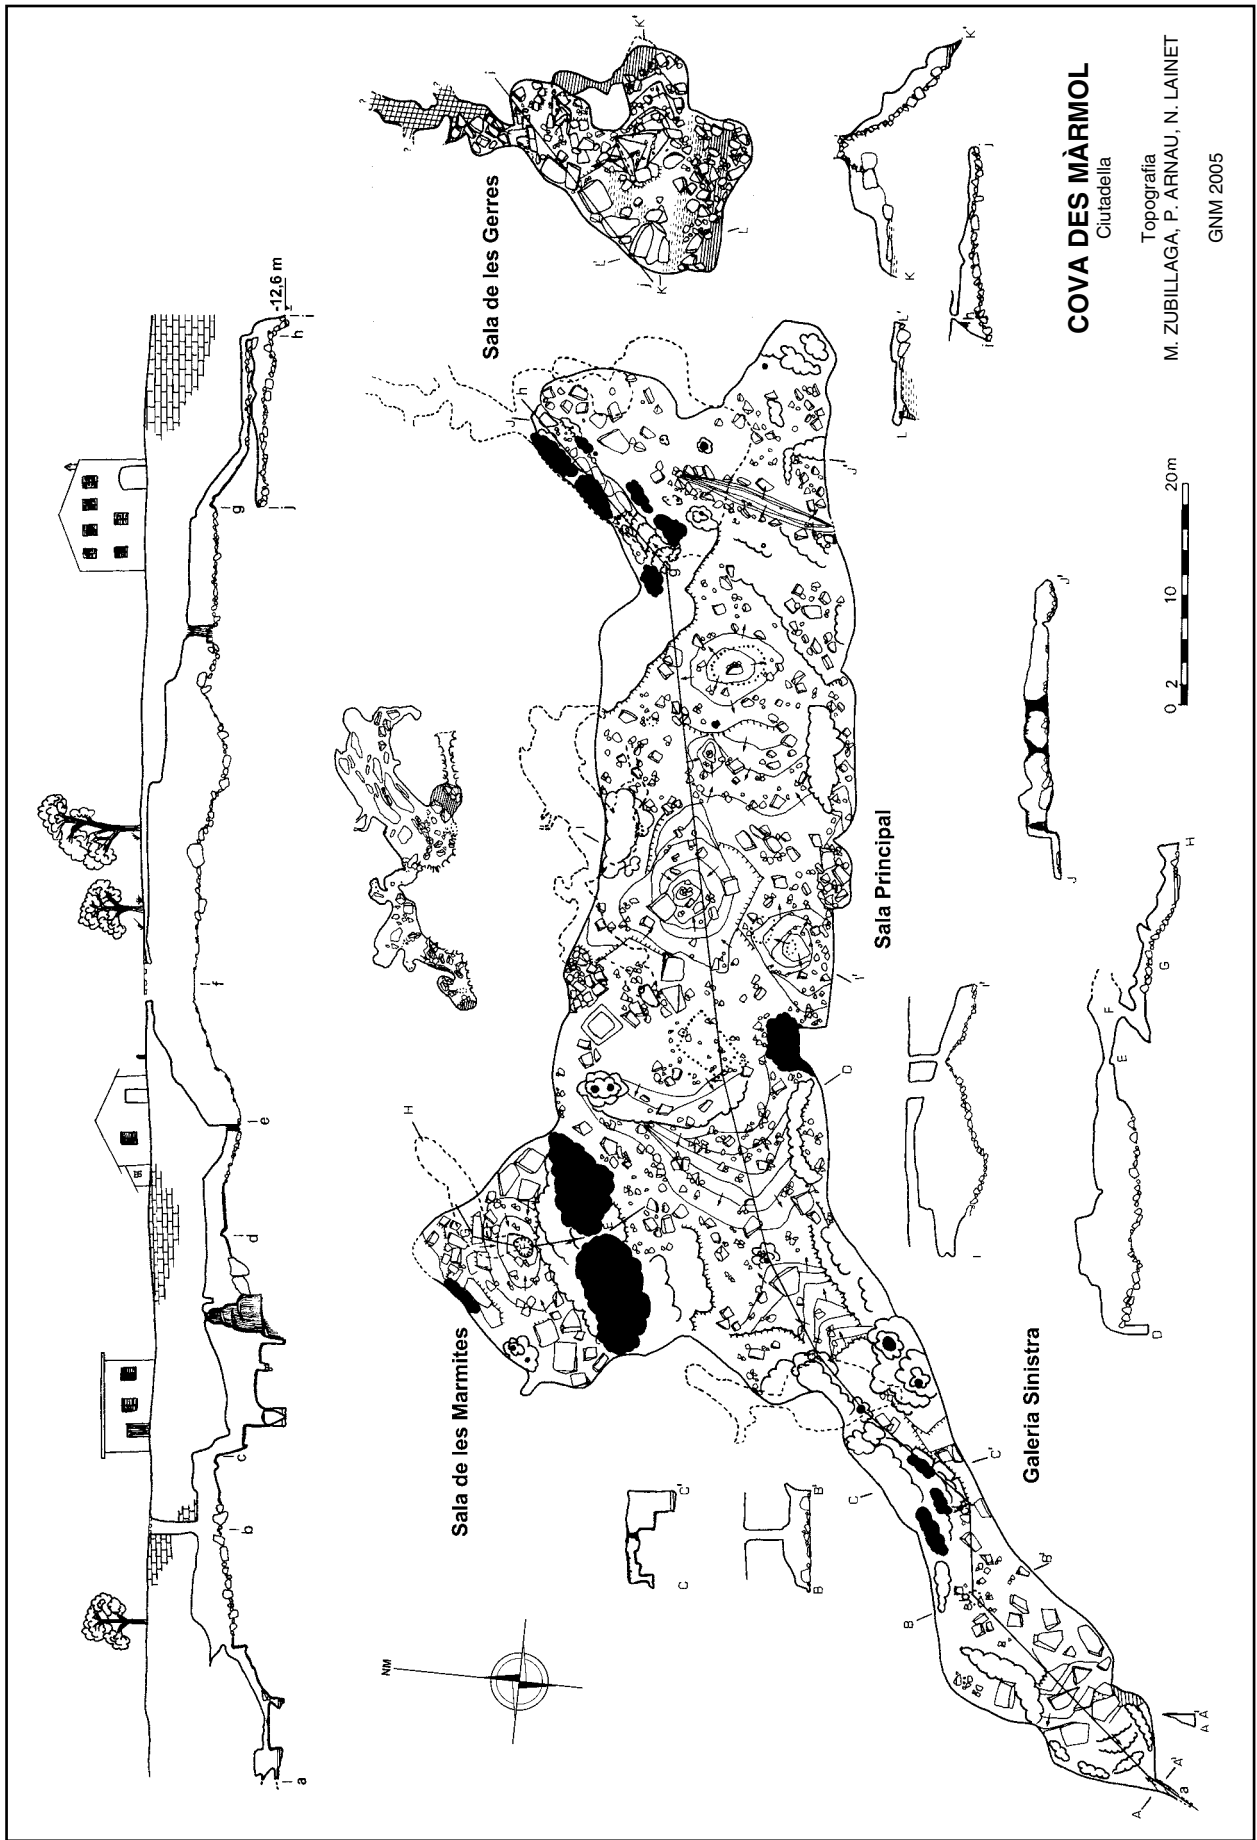 COVA DES MÀRMOL
Ciutadella
Topografia
M. ZUBILLAGA, P. ARNAU, N. LAINET
GNM 2005
-12,6 m
a
b
c
d
e
f
g
h
i
j
Sala de les Gerres
Sala de les Marmites
Sala Principal
Galeria Sinistra
NM
0 2 10 20m
A
A'
a
B
B'
C
C'
D
G
H
I'
J
J'
h
g
i
j
K
K'
L
L'
C C'
B B'
A A'
I I'
D E F G H
J J'
L L'
K K'
i h j